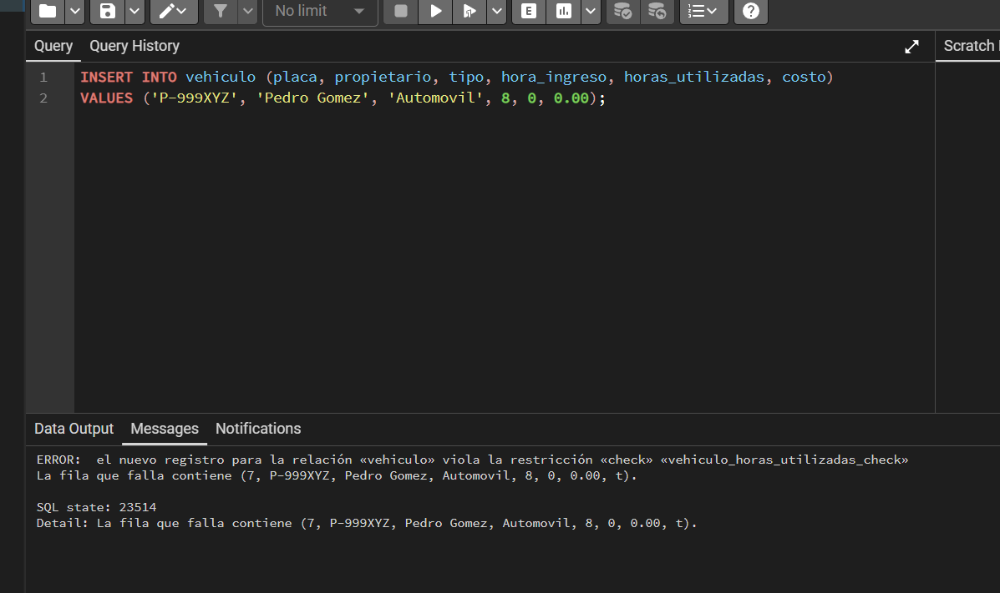 No limit
E
Query Query History
Scratch
1 INSERT INTO vehiculo (placa, propietario, tipo, hora_ingreso, horas_utilizadas, costo)
2 VALUES ('P-999XYZ', 'Pedro Gomez', 'Automovil', 8, 0, 0.00);
Data Output Messages Notifications
ERROR: el nuevo registro para la relación «vehiculo» viola la restricción «check» «vehiculo_horas_utilizadas_check»
La fila que falla contiene (7, P-999XYZ, Pedro Gomez, Automovil, 8, 0, 0.00, t).
SQL state: 23514
Detail: La fila que falla contiene (7, P-999XYZ, Pedro Gomez, Automovil, 8, 0, 0.00, t).